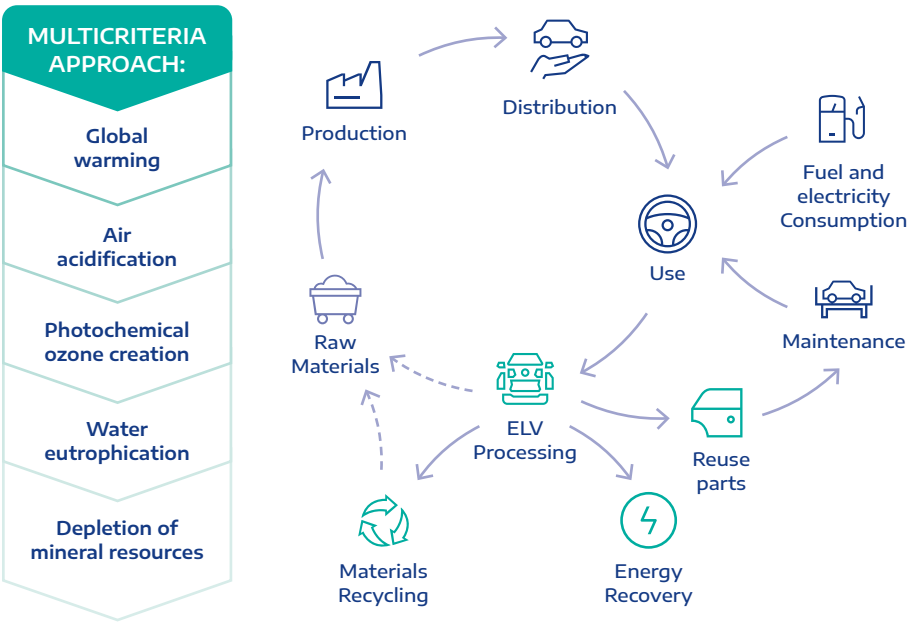 MULTICRITERIA
APPROACH:
Global
warming
Air
acidification
Photochemical
ozone creation
Water
eutrophication
Depletion of
mineral resources
Production
Distribution
Fuel and
electricity
Consumption
Use
Maintenance
Raw
Materials
ELV
Processing
Reuse
parts
Materials
Recycling
Energy
Recovery